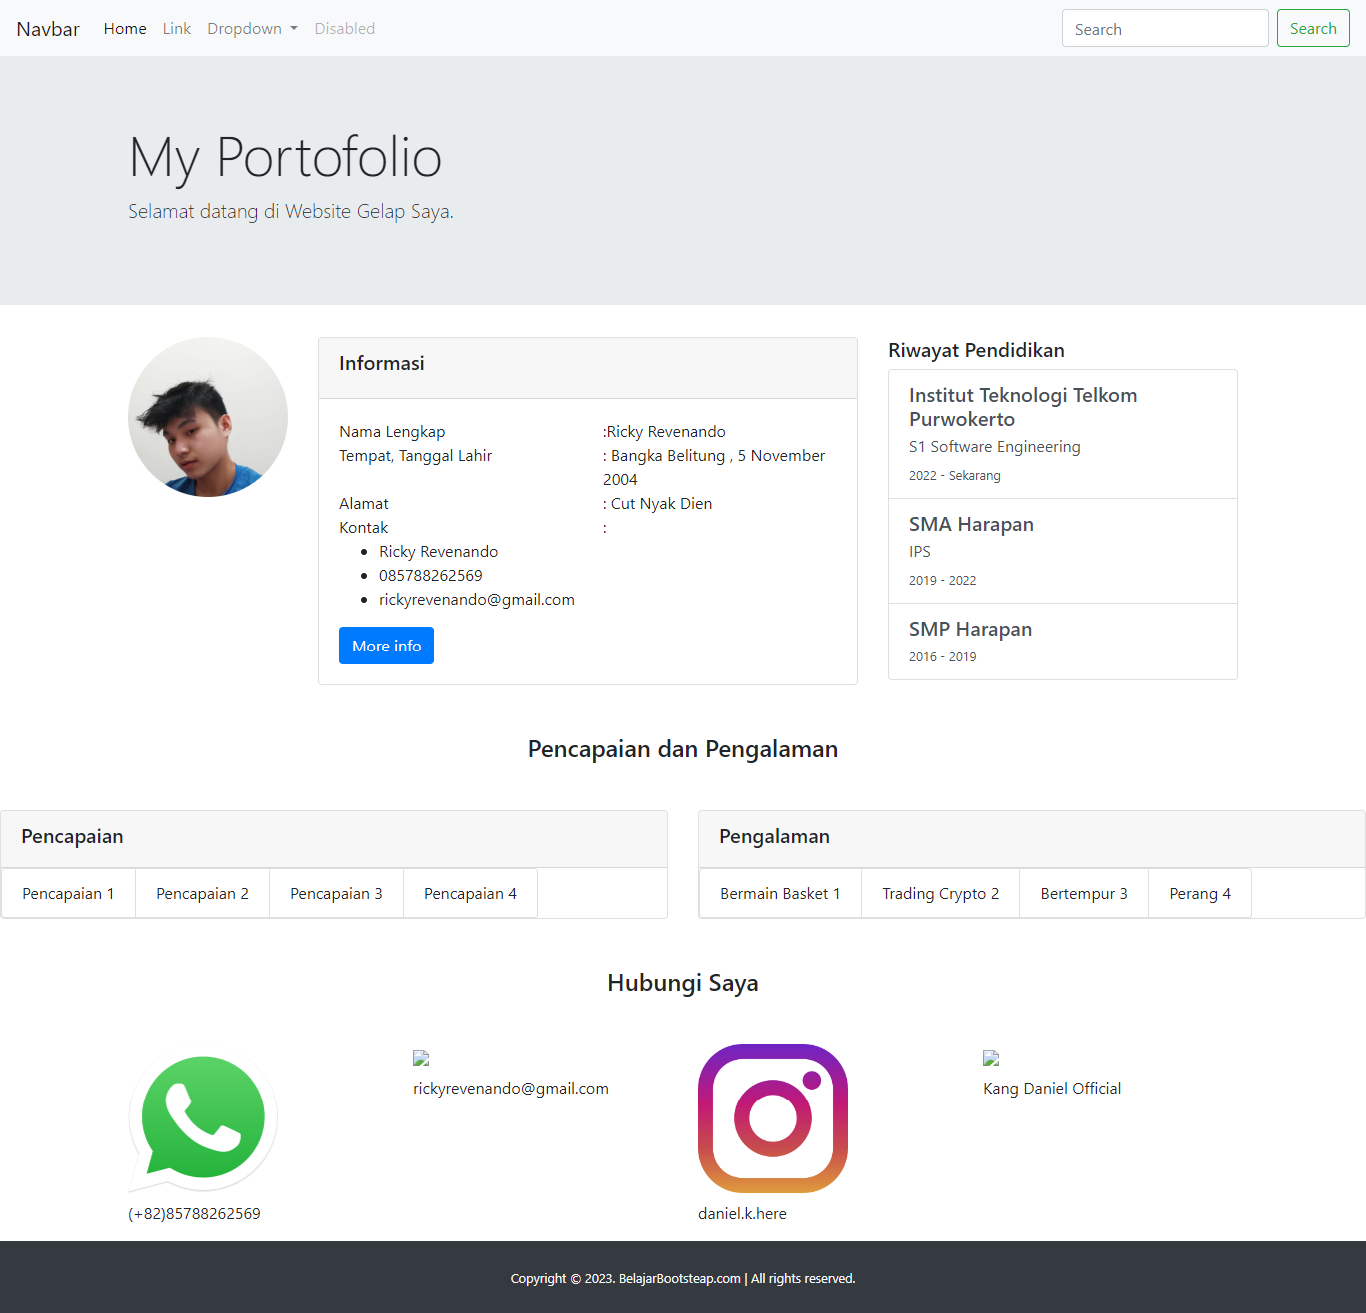 Navbar Home Link Dropdown Disabled Search Search
My Portofolio
Selamat datang di Website Gelap Saya.
Informasi
Nama Lengkap :Ricky Revenando
Tempat, Tanggal Lahir : Bangka Belitung , 5 November
2004
Alamat : Cut Nyak Dien
Kontak :
Ricky Revenando
085788262569
rickyrevenando@gmail.com
More info
Riwayat Pendidikan
Institut Teknologi Telkom
Purwokerto
S1 Software Engineering
2022 - Sekarang
SMA Harapan
IPS
2019 - 2022
SMP Harapan
2016 - 2019
Pencapaian dan Pengalaman
Pencapaian
Pencapaian 1 Pencapaian 2 Pencapaian 3 Pencapaian 4
Pengalaman
Bermain Basket 1 Trading Crypto 2 Bertempur 3 Perang 4
Hubungi Saya
(+82)85788262569
rickyrevenando@gmail.com
daniel.k.here
Kang Daniel Official
Copyright © 2023. BelajarBootsteap.com | All rights reserved.